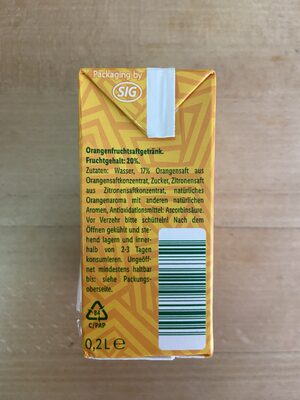 Packaging by
SIG
Orangenfruchtsaftgetränk.
Fruchtgehalt: 20%.
Zutaten: Wasser, 17% Orangensaft aus
Orangensaftkonzentrat, Zucker, Zitronensaft
aus Zitronensaftkonzentrat, natürliches
Orangenaroma mit anderen natürlichen
Aromen, Antioxidationsmittel: Ascorbinsäure.
Vor Verzehr bitte schütteln! Nach dem
Öffnen gekühlt und ste-
hend lagern und inner-
halb von 2-3 Tagen
konsumieren. Ungeöff-
net mindestens haltbar
bis: siehe Packungs-
oberseite.
84
C/PAP
0,2L e